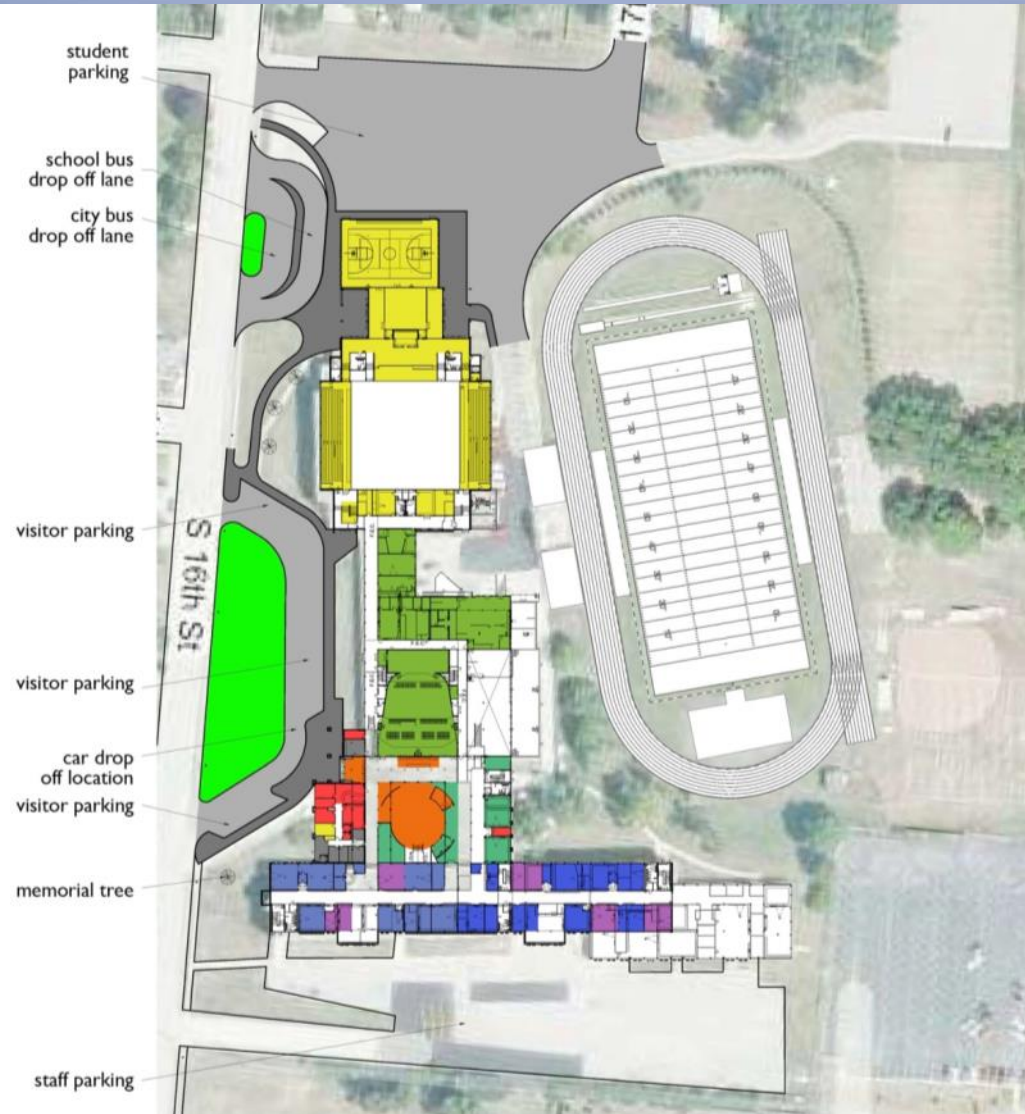 student
parking
school bus
drop off lane
city bus
drop off lane
visitor parking
S 16th St
visitor parking
car drop
off location
visitor parking
memorial tree
staff parking